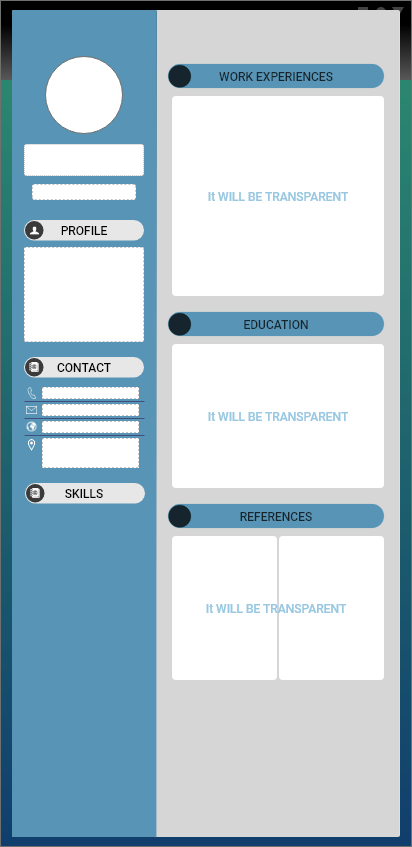 PROFILE
CONTACT
SKILLS
WORK EXPERIENCES
It WILL BE TRANSPARENT
EDUCATION
It WILL BE TRANSPARENT
REFERENCES
It WILL BE TRANSPARENT